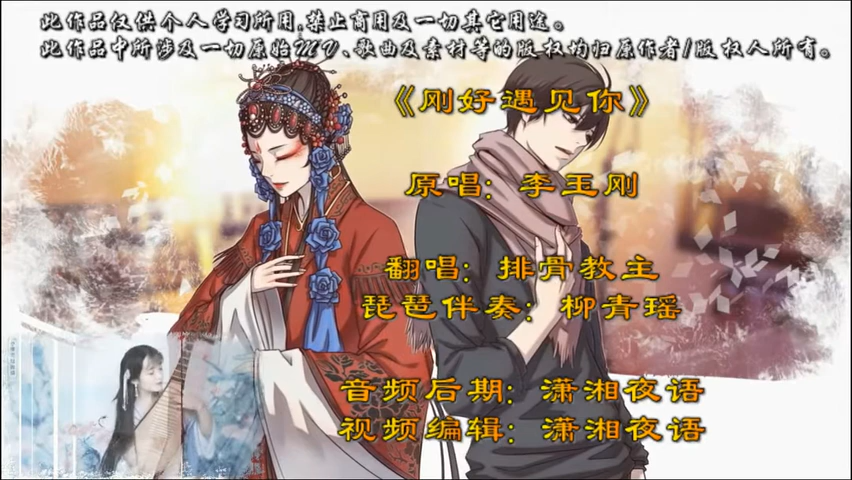 此作品仅供个人学习所用,禁止商用及一切其它用途。
此作品中所涉及一切原始MV、歌曲及素材等的版权均归原作者/版权人所有。
《刚好遇见你》
原唱：李玉刚
翻唱：排骨教主
琵琶伴奏：柳青瑶
音频后期：潇湘夜语
视频编辑：潇湘夜语